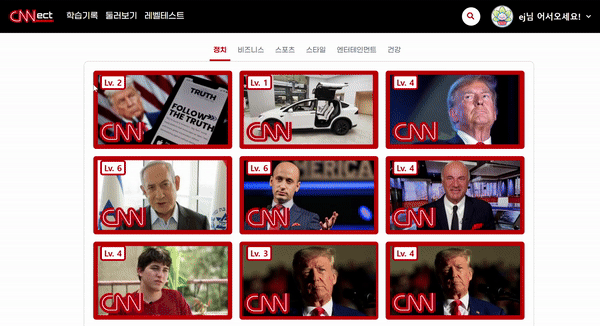 CNNect 학습기록 둘러보기 레벨테스트 ej님 어서오세요!
정치 비즈니스 스포츠 스타일 엔터테인먼트 건강
Lv. 2 Lv. 1 Lv. 4
TRUTH
FOLLOW
THE TRUTH
CNN CNN CNN
Lv. 6 Lv. 6 Lv. 4
AMERICA
CNN CNN CNN
Lv. 4 Lv. 3 Lv. 4
CNN CNN CNN